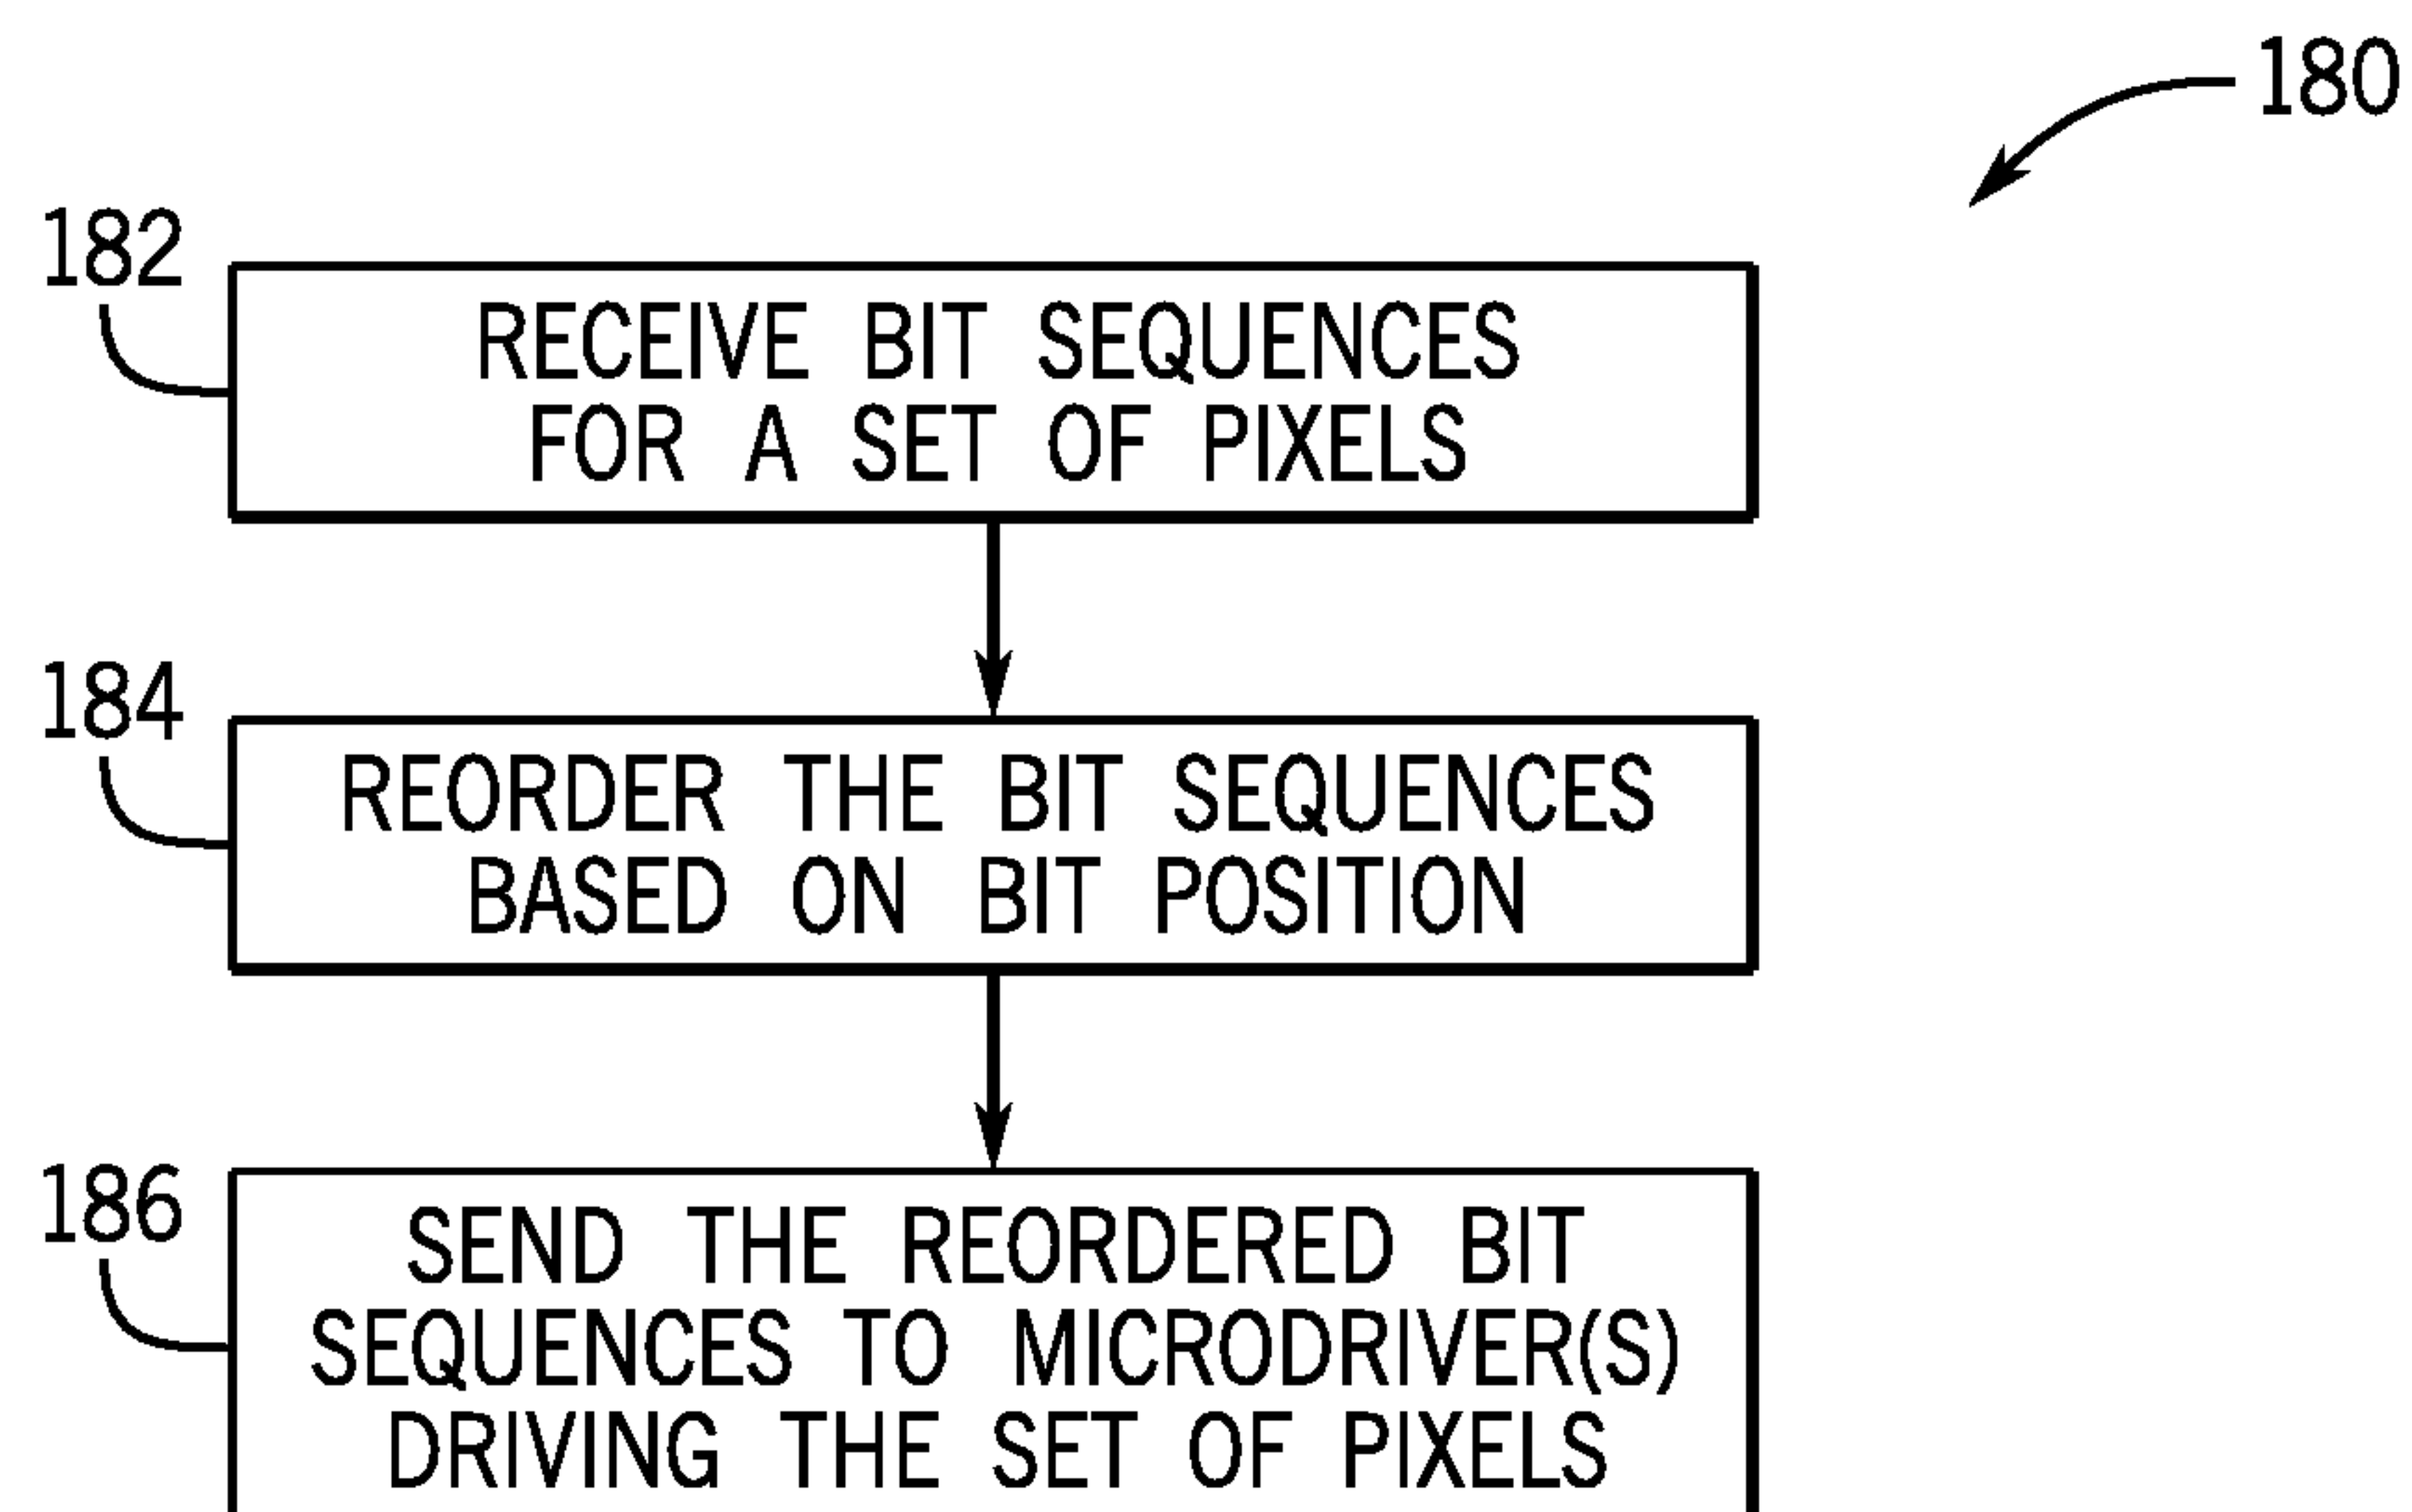 180
182
RECEIVE BIT SEQUENCES
FOR A SET OF PIXELS
184
REORDER THE BIT SEQUENCES
BASED ON BIT POSITION
186
SEND THE REORDERED BIT
SEQUENCES TO MICRODRIVER(S)
DRIVING THE SET OF PIXELS